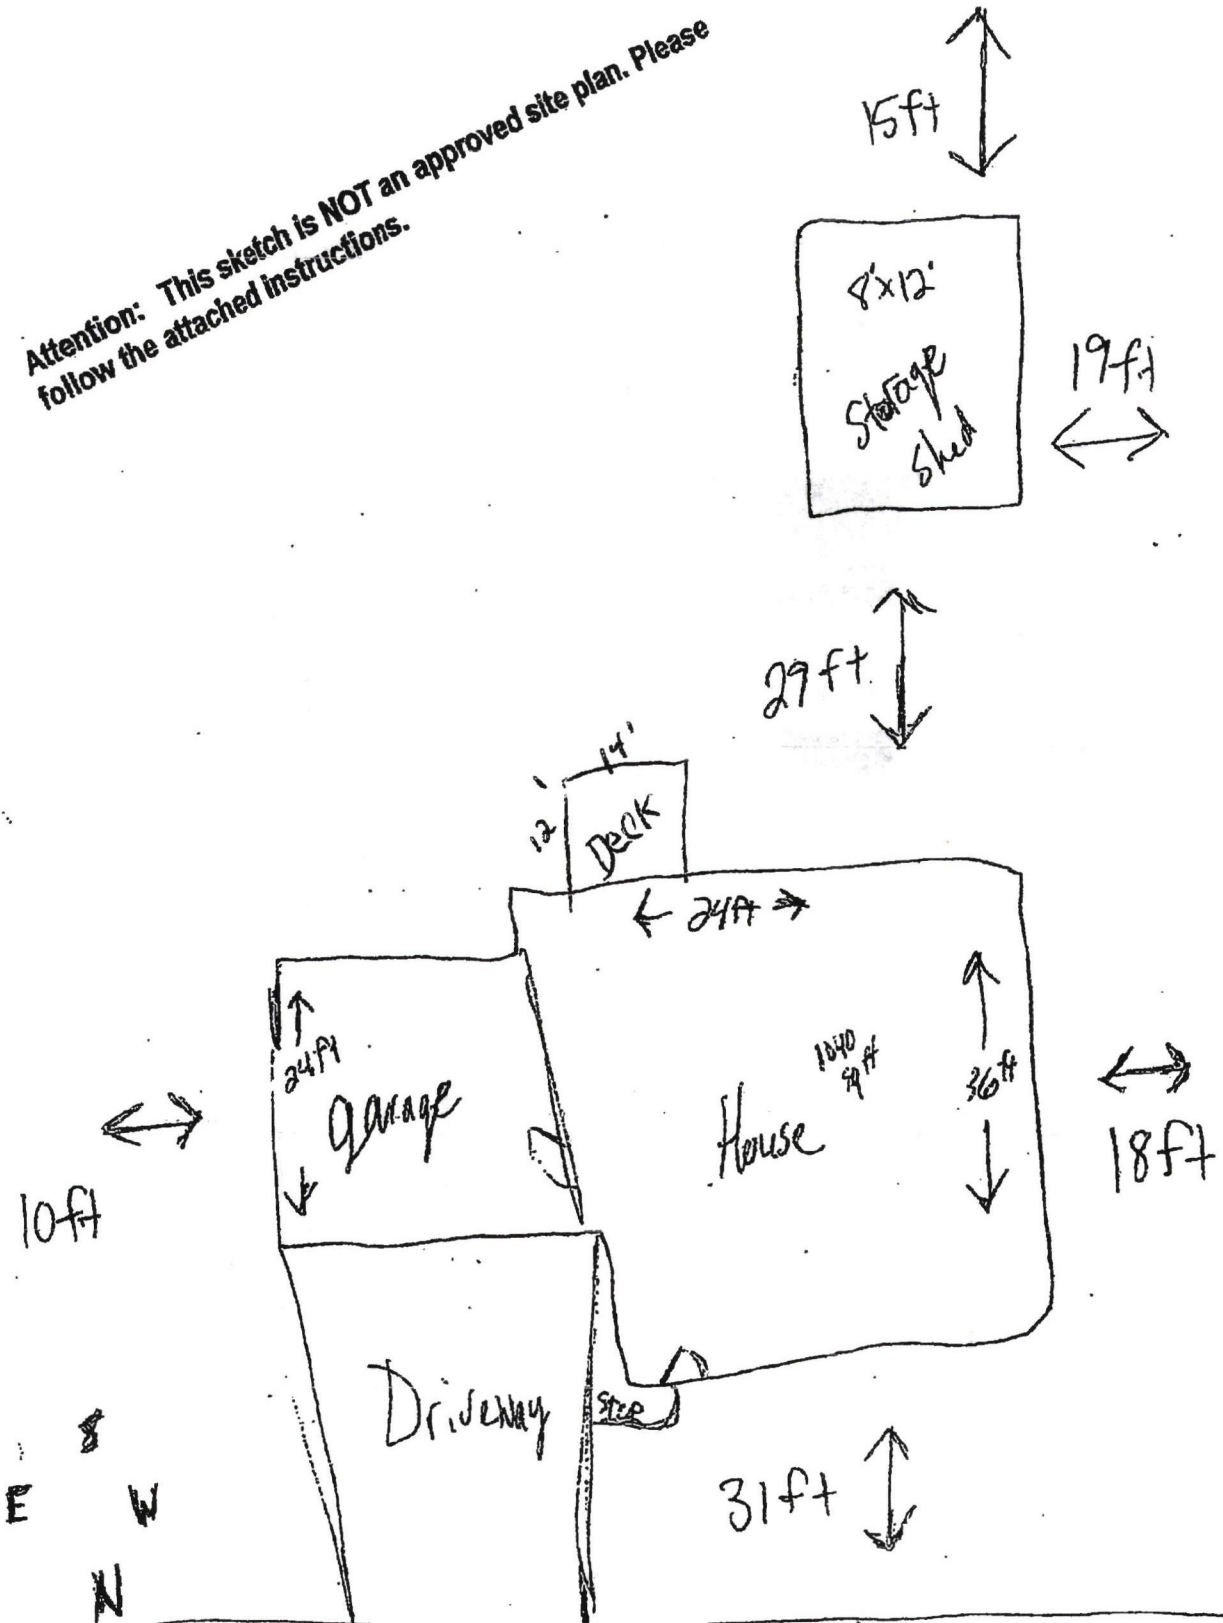 Attention: This sketch is NOT an approved site plan. Please
follow the attached instructions.
15ft
8'x12'
Storage
Shed
19ft
29ft.
14'
12'
Deck
24ft
24ft
garage
1040
sq ft
36ft
House
10ft
18ft
Driveway
Step
S
E W
N
31ft